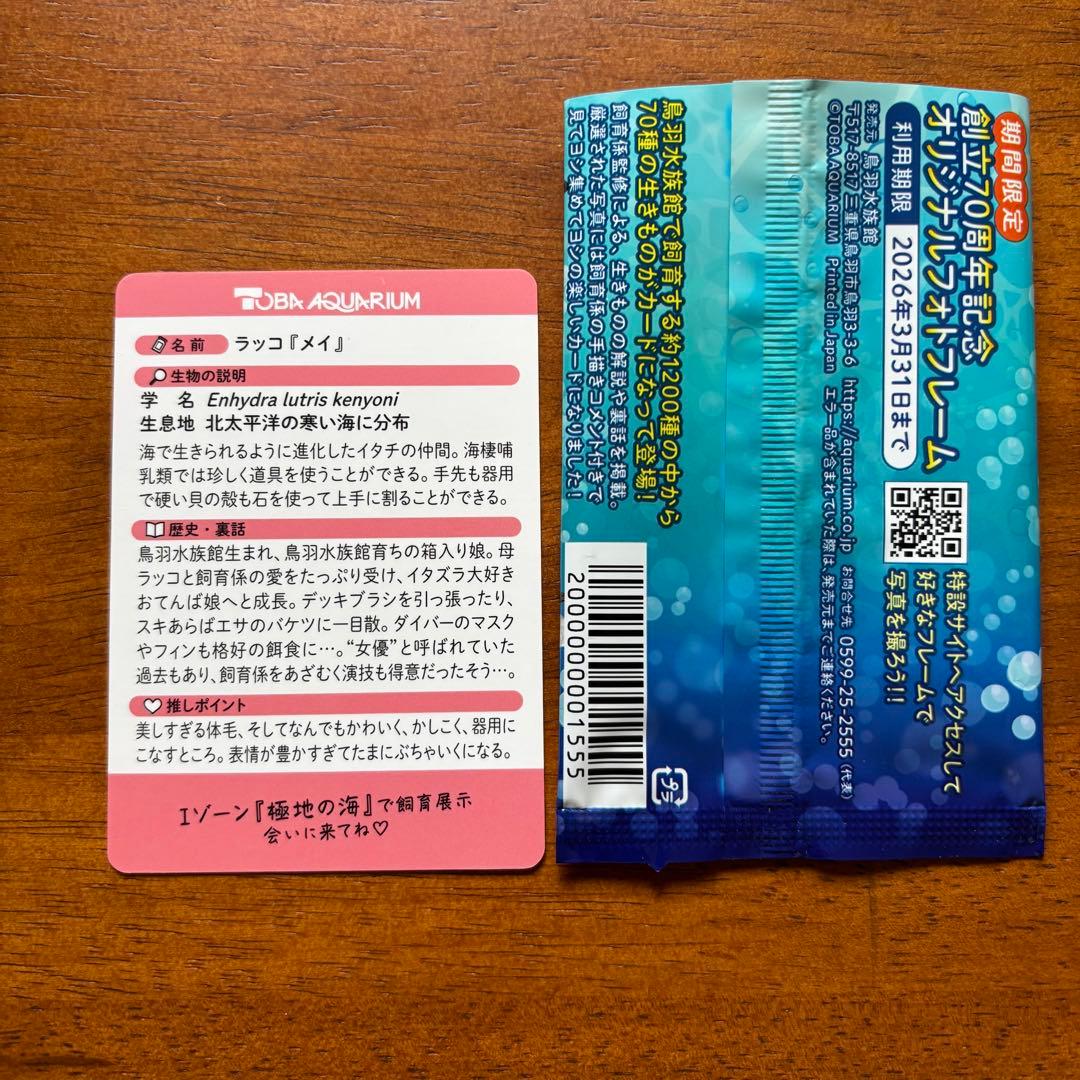 TOBA AQUARIUM
名前 ラッコ『メイ』
生物の説明
学 名 Enhydra lutris kenyoni
生息地 北太平洋の寒い海に分布
海で生きられるように進化したイタチの仲間。海棲哺
乳類では珍しく道具を使うことができる。手先も器用
で硬い貝の殻も石を使って上手に割ることができる。
歴史・裏話
鳥羽水族館生まれ、鳥羽水族館育ちの箱入り娘。母
ラッコと飼育係の愛をたっぷり受け、イタズラ大好き
おてんば娘へと成長。デッキブラシを引っ張ったり、
スキあらばエサのバケツに一目散。ダイバーのマスク
やフィンも格好の餌食に…。“女優”と呼ばれていた
過去もあり、飼育係をあざむく演技も得意だったそう…。
推しポイント
美しすぎる体毛、そしてなんでもかわいく、かしこく、器用に
こなすところ。表情が豊かすぎてたまにぶちゃいくになる。
Iゾーン『極地の海』で飼育展示
会いに来てね♡
期間限定
創立70周年記念
オリジナルフォトフレーム
利用期限 2026年3月31日まで
特設サイトへアクセスして
好きなフレームで
写真を撮ろう!!
発売元 鳥羽水族館
〒517-8517 三重県鳥羽市鳥羽3-3-6 https://aquarium.co.jp お問合せ先 0599-25-2555(代表)
©TOBA AQUARIUM Printed in Japan エラー品が含まれていた際は、発売元までご連絡ください。
鳥羽水族館で飼育する約1200種の中から
70種の生きものがカードになって登場!
飼育係監修による、生きものの解説や裏話を掲載。
厳選された写真には飼育係の手描きコメント付きで
見てヨシ集めてヨシの楽しいカードになりました!
2000000001555
プラ